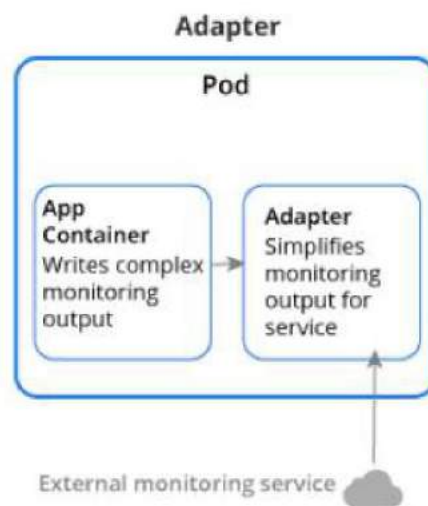 Adapter
Pod
App
Container
Writes complex
monitoring
output
Adapter
Simplifies
monitoring
output for
service
External monitoring service